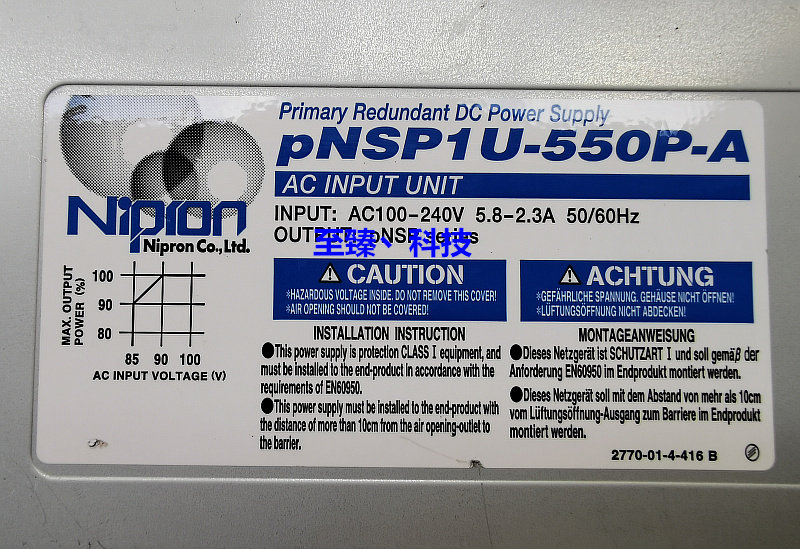 Primary Redundant DC Power Supply
pNSP1U-550P-A
AC INPUT UNIT
INPUT: AC100-240V 5.8-2.3A 50/60Hz
OUTPUT: pNSP series
至臻、科技
Nipron
Nipron Co., Ltd.
MAX. OUTPUT POWER (%)
100
90
80
85 90 100
AC INPUT VOLTAGE (V)
⚠ CAUTION
※HAZARDOUS VOLTAGE INSIDE. DO NOT REMOVE THIS COVER!
※AIR OPENING SHOULD NOT BE COVERED!
INSTALLATION INSTRUCTION
●This power supply is protection CLASS I equipment, and
must be installed to the end-product in accordance with the
requirements of EN60950.
●This power supply must be installed to the end-product with
the distance of more than 10cm from the air opening-outlet to
the barrier.
⚠ ACHTUNG
※GEFÄHRLICHE SPANNUNG. GEHÄUSE NICHT ÖFFNEN!
※LÜFTUNGSÖFFNUNG NICHT ABDECKEN!
MONTAGEANWEISUNG
●Dieses Netzgerät ist SCHUTZART I und soll gemäβ der
Anforderung EN60950 im Endprodukt montiert werden.
●Dieses Netzgerät soll mit dem Abstand von mehr als 10cm
vom Lüftungsöffnung-Ausgang zum Barriere im Endprodukt
montiert werden.
2770-01-4-416 B